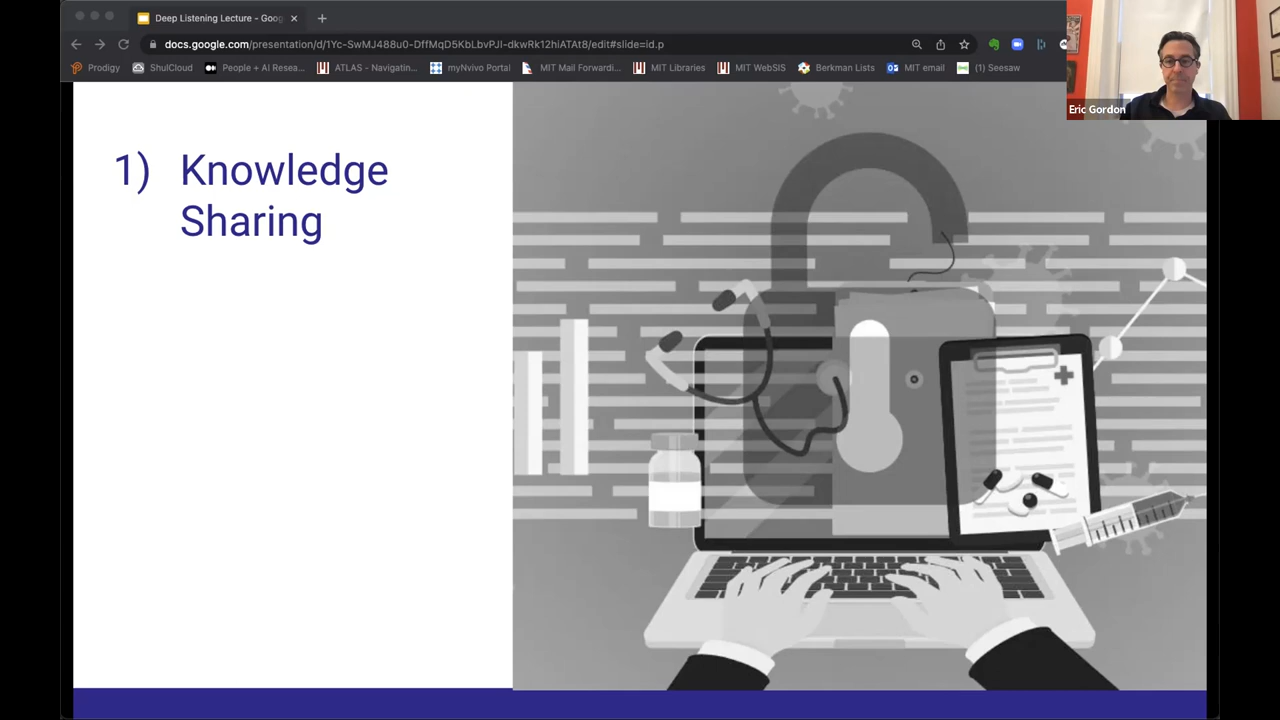 Deep Listening Lecture - Goog
docs.google.com/presentation/d/1Yc-SwMJ488u0-DffMqD5KbLbvPJI-dkwRk12hiATAt8/edit#slide=id.p
Prodigy ShulCloud People + AI Resea... ATLAS - Navigatin... myNvivo Portal MIT Mail Forwardi... MIT Libraries MIT WebSIS Berkman Lists MIT email (1) Seesaw
Eric Gordon
1) Knowledge
Sharing